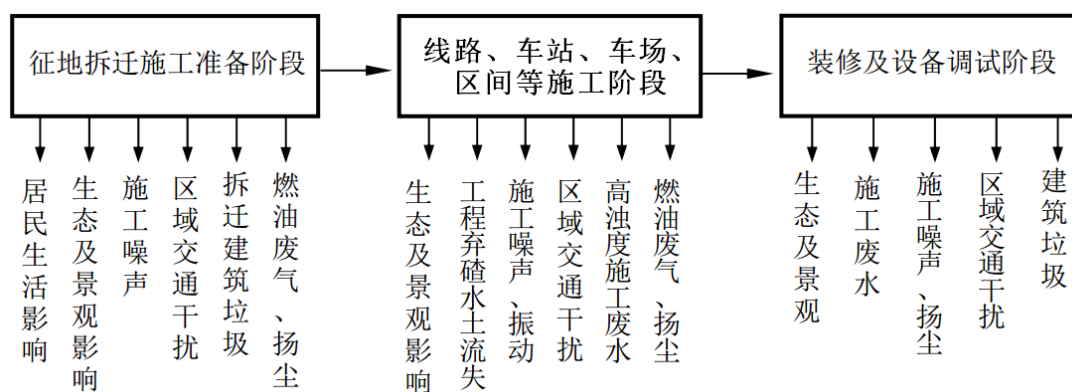 征地拆迁施工准备阶段
线路、车站、车场、
区间等施工阶段
装修及设备调试阶段
居民生活影响
生态及景观影响
施工噪声
区域交通干扰
拆迁建筑垃圾
燃油废气、扬尘
生态及景观影响
工程弃碴水土流失
施工噪声、振动
区域交通干扰
高浊度施工废水
燃油废气、扬尘
生态及景观
施工废水
施工噪声、扬尘
区域交通干扰
建筑垃圾